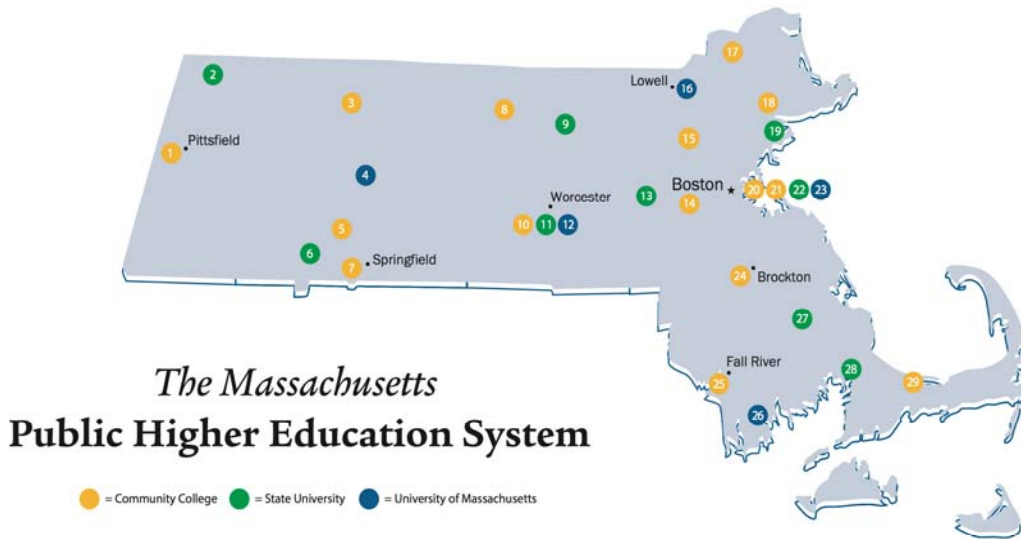 17
Lowell
16
2
3
8
18
9
19
15
Pittsfield
1
4
Boston
20
21
22
23
13
Worcester
14
5
10
11
12
6
Springfield
7
24
Brockton
27
Fall River
25
28
29
26
The Massachusetts
Public Higher Education System
= Community College = State University = University of Massachusetts